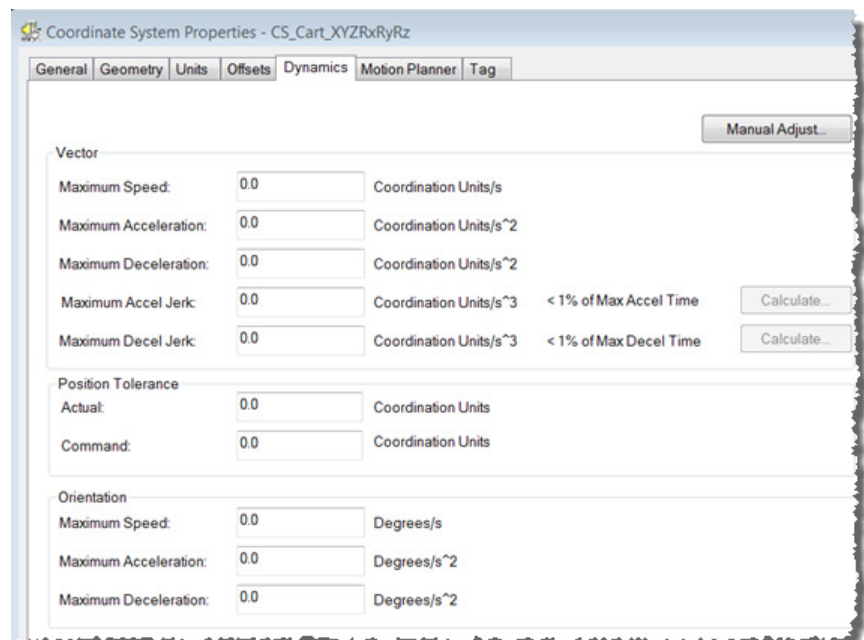 Coordinate System Properties - CS_Cart_XYZRxRyRz
General Geometry Units Offsets Dynamics Motion Planner Tag
Manual Adjust...
Vector
Maximum Speed: 0.0 Coordination Units/s
Maximum Acceleration: 0.0 Coordination Units/s^2
Maximum Deceleration: 0.0 Coordination Units/s^2
Maximum Accel Jerk: 0.0 Coordination Units/s^3 < 1% of Max Accel Time Calculate...
Maximum Decel Jerk: 0.0 Coordination Units/s^3 < 1% of Max Decel Time Calculate...
Position Tolerance
Actual: 0.0 Coordination Units
Command: 0.0 Coordination Units
Orientation
Maximum Speed: 0.0 Degrees/s
Maximum Acceleration: 0.0 Degrees/s^2
Maximum Deceleration: 0.0 Degrees/s^2